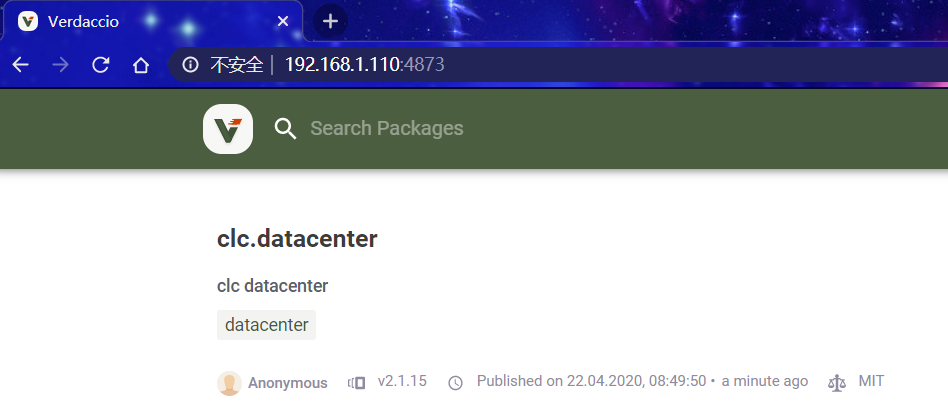 Verdaccio
不安全 192.168.1.110:4873
Search Packages
clc.datacenter
clc datacenter
datacenter
Anonymous v2.1.15 Published on 22.04.2020, 08:49:50 • a minute ago MIT